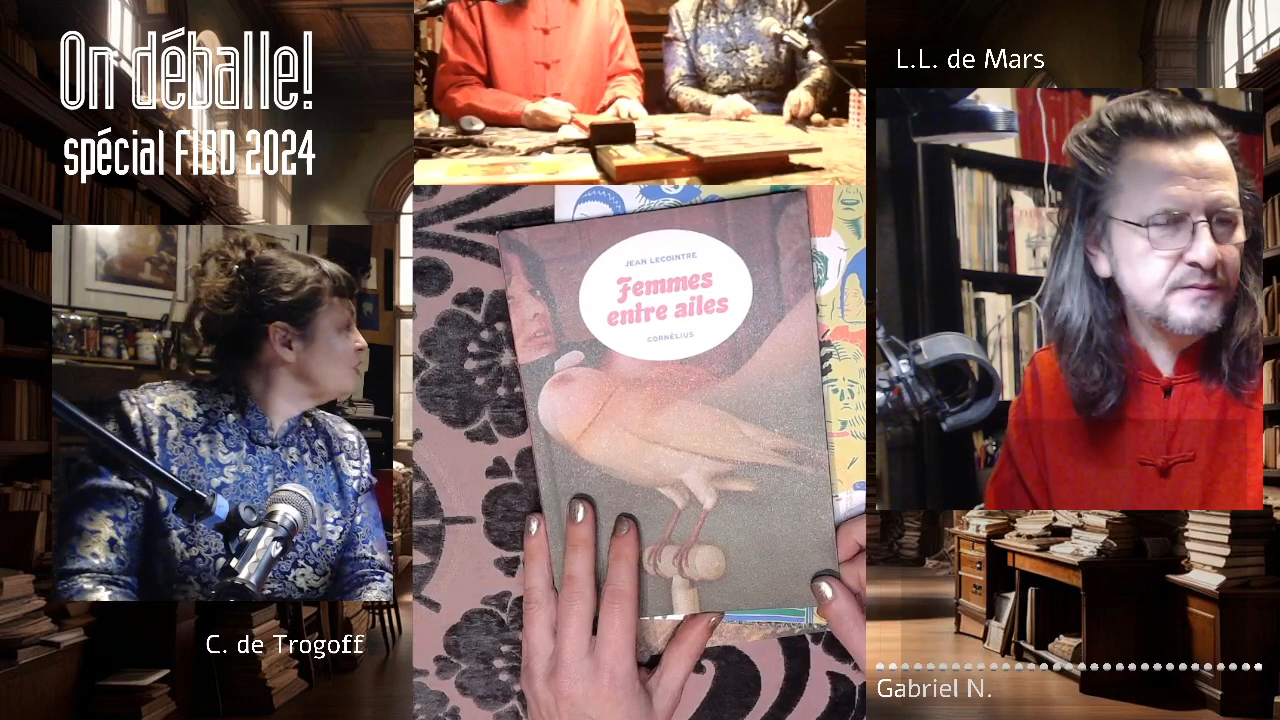 On déballe!
spécial FIBD 2024
JEAN LECOINTRE
Femmes
entre ailes
CORNÉLIUS
L.L. de Mars
C. de Trogoff
Gabriel N.